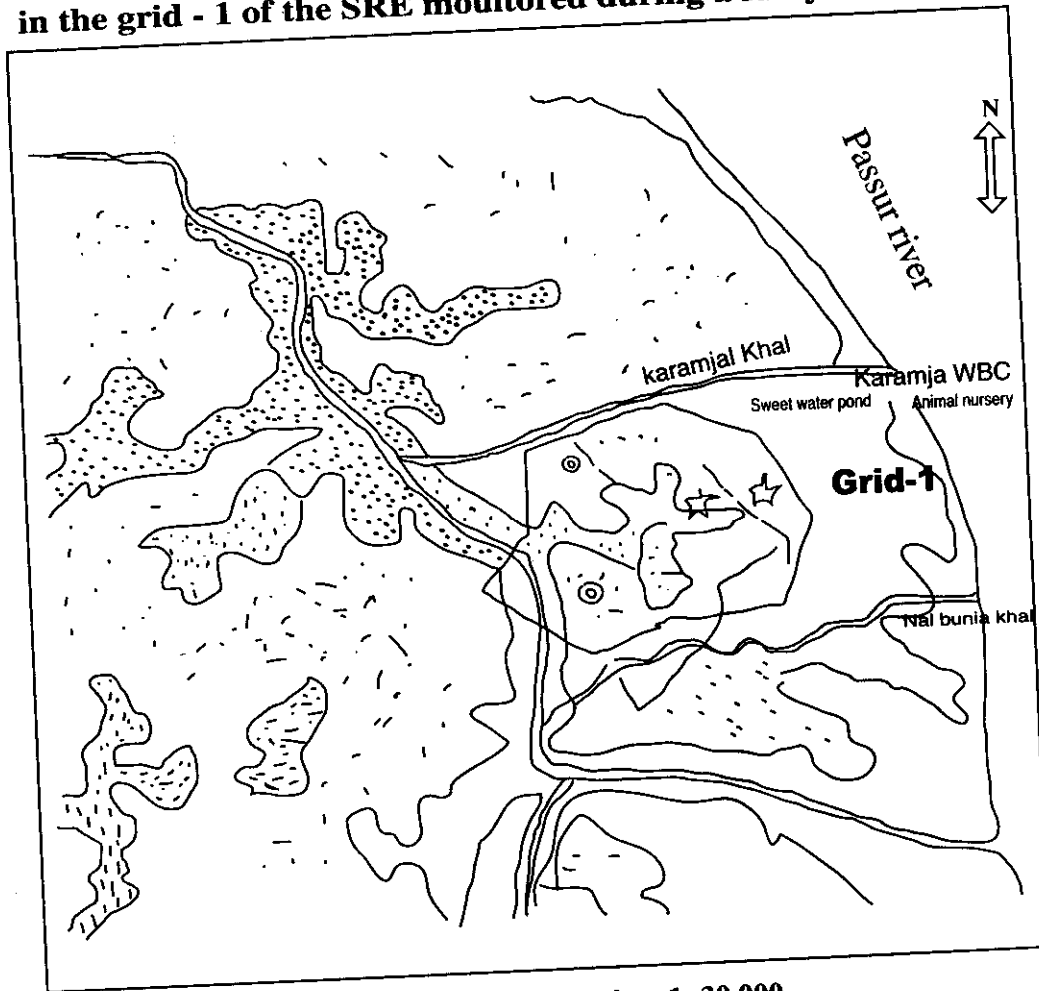 in the grid - 1 of the SRE mouitored during
N
Passur river
karamjal Khal
Karamja WBC
Sweet water pond
Animal nursery
Grid-1
Nal bunia khal